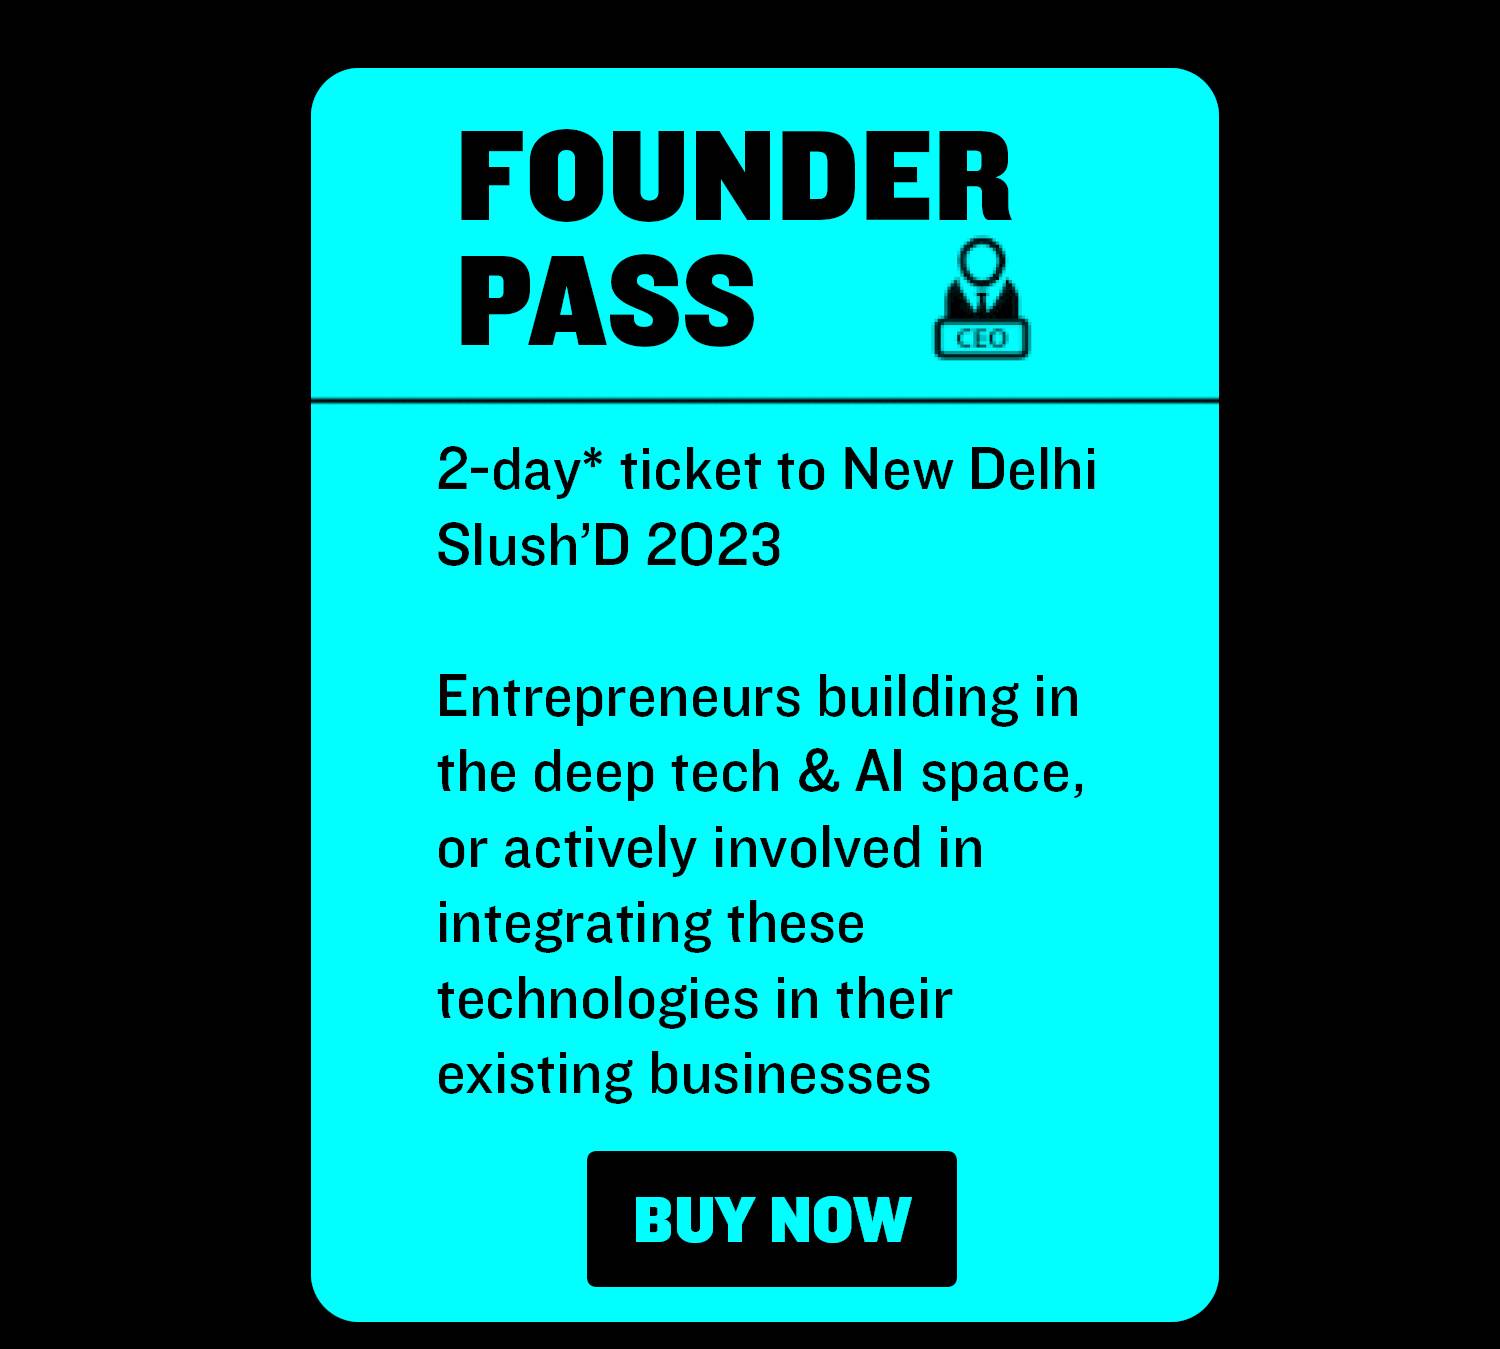 FOUNDER
PASS
CEO
2-day* ticket to New Delhi
Slush’D 2023
Entrepreneurs building in
the deep tech & AI space,
or actively involved in
integrating these
technologies in their
existing businesses
BUY NOW